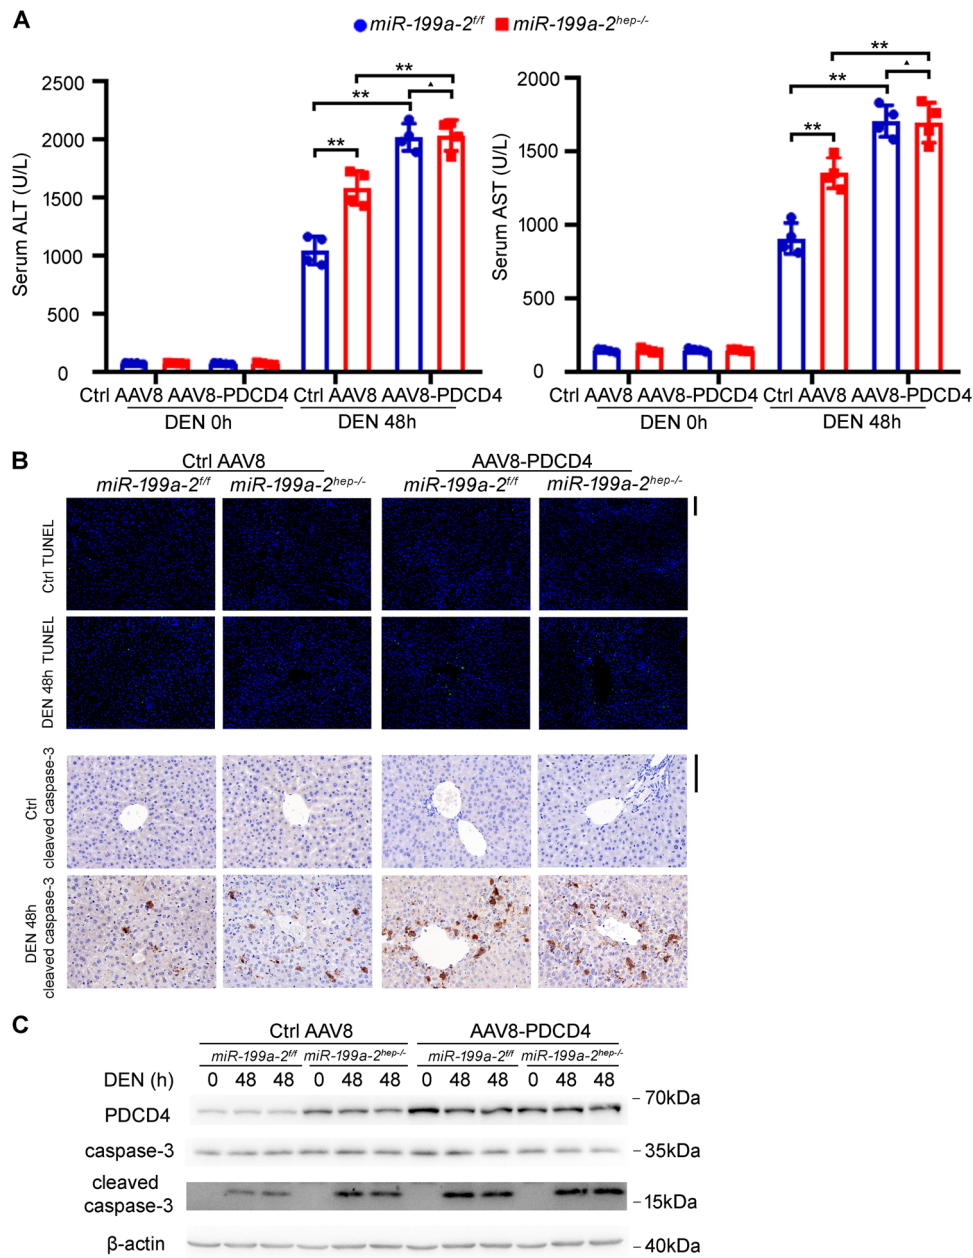 A
miR-199a-2f/f miR-199a-2hep-/-
2500
2000
1500
1000
500
0
Serum ALT (U/L)
** ** ** ▲
Ctrl AAV8 AAV8-PDCD4 Ctrl AAV8 AAV8-PDCD4
DEN 0h DEN 48h
2000
1500
1000
500
0
Serum AST (U/L)
** ** ** ▲
Ctrl AAV8 AAV8-PDCD4 Ctrl AAV8 AAV8-PDCD4
DEN 0h DEN 48h
B
Ctrl AAV8 AAV8-PDCD4
miR-199a-2f/f miR-199a-2hep-/- miR-199a-2f/f miR-199a-2hep-/-
Ctrl TUNEL
DEN 48h TUNEL
Ctrl
cleaved caspase-3
DEN 48h
cleaved caspase-3
C
Ctrl AAV8 AAV8-PDCD4
miR-199a-2f/f miR-199a-2hep-/- miR-199a-2f/f miR-199a-2hep-/-
DEN (h) 0 48 48 0 48 48 0 48 48 0 48 48
PDCD4 70kDa
caspase-3 35kDa
cleaved
caspase-3 15kDa
β-actin 40kDa